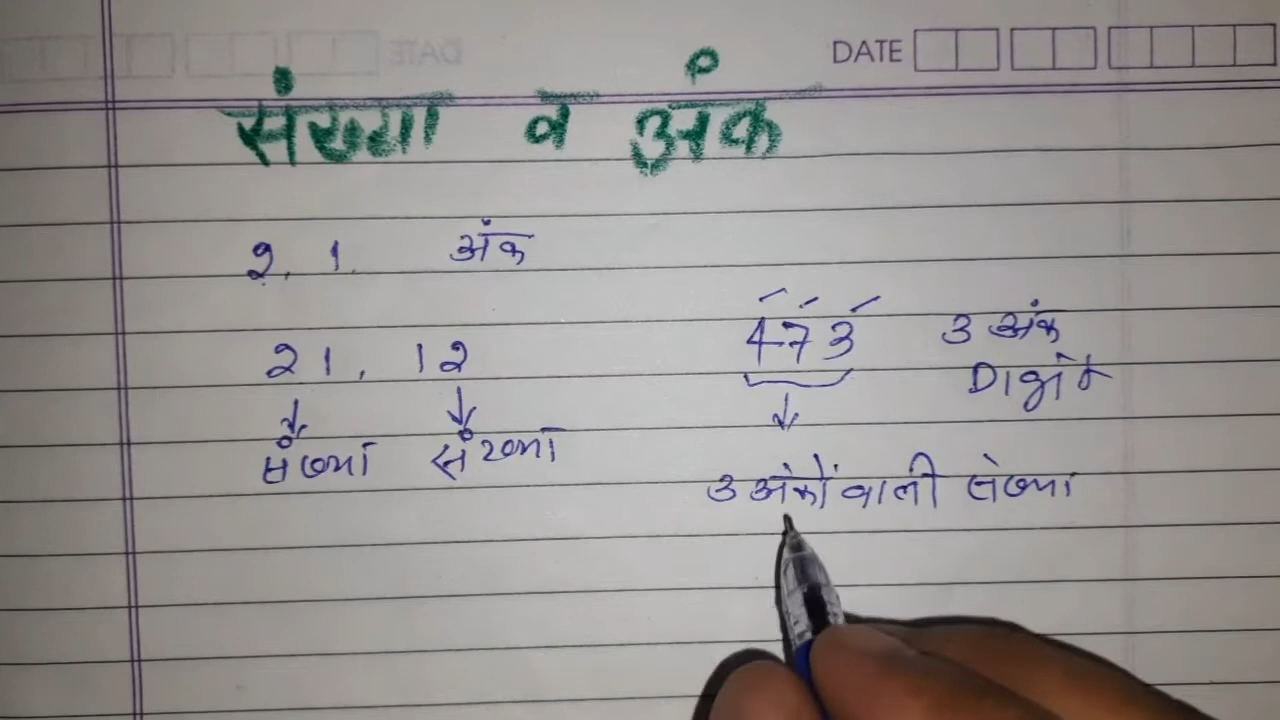 DATE
संख्या व अंक
2, 1, अंक
473 3 अंक
21, 12 Digit
संख्या संख्या
3 अंकों वाली संख्या